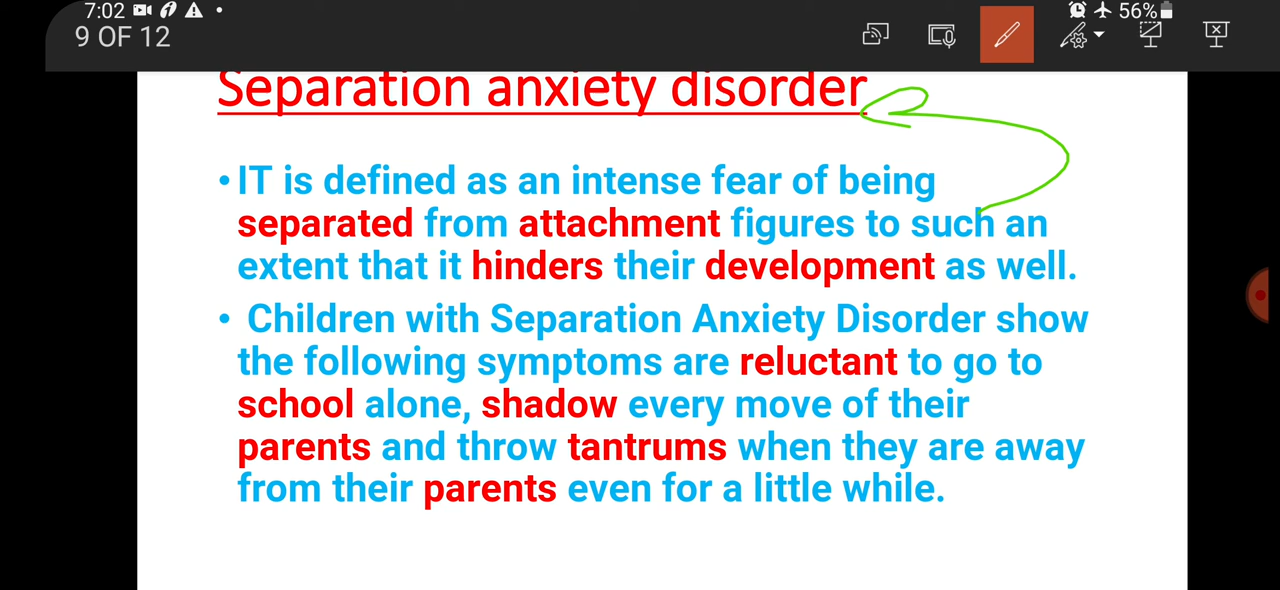 7:02
56%
9 OF 12
Separation anxiety disorder
• IT is defined as an intense fear of being
separated from attachment figures to such an
extent that it hinders their development as well.
• Children with Separation Anxiety Disorder show
the following symptoms are reluctant to go to
school alone, shadow every move of their
parents and throw tantrums when they are away
from their parents even for a little while.